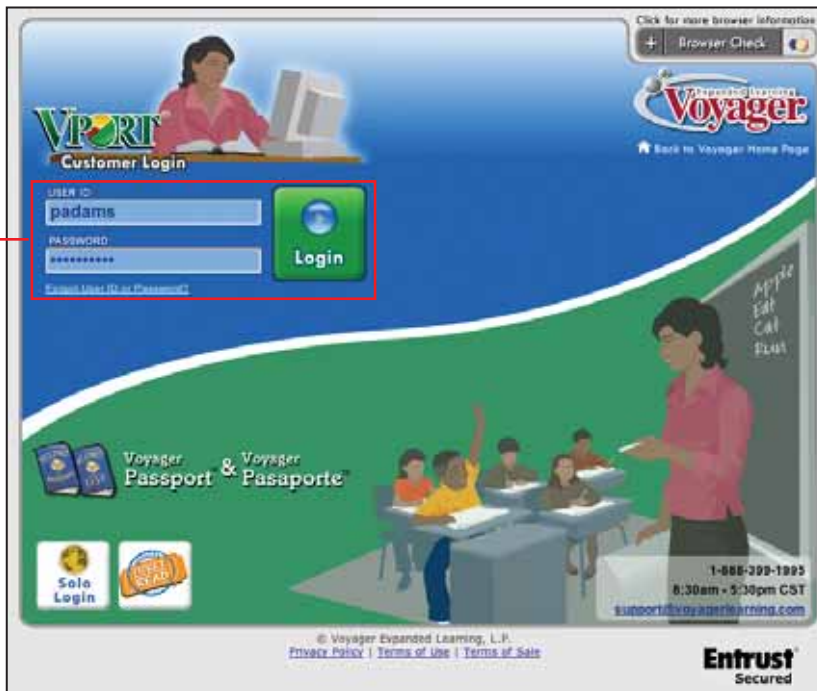 Click for more browser information
+ Browser Check
Expanded Learning
Voyager
Back to Voyager Home Page
VPORT
Customer Login
USER ID:
padams
PASSWORD:
••••••••••
Login
Forgot User ID or Password?
Apple
Eat
Cat
Run
Voyager Passport & Voyager Pasaporte™
Solo Login
READ
1-888-399-1995
8:30am - 5:30pm CST
support@voyagerlearning.com
© Voyager Expanded Learning, L.P.
Privacy Policy | Terms of Use | Terms of Sale
Entrust
Secured